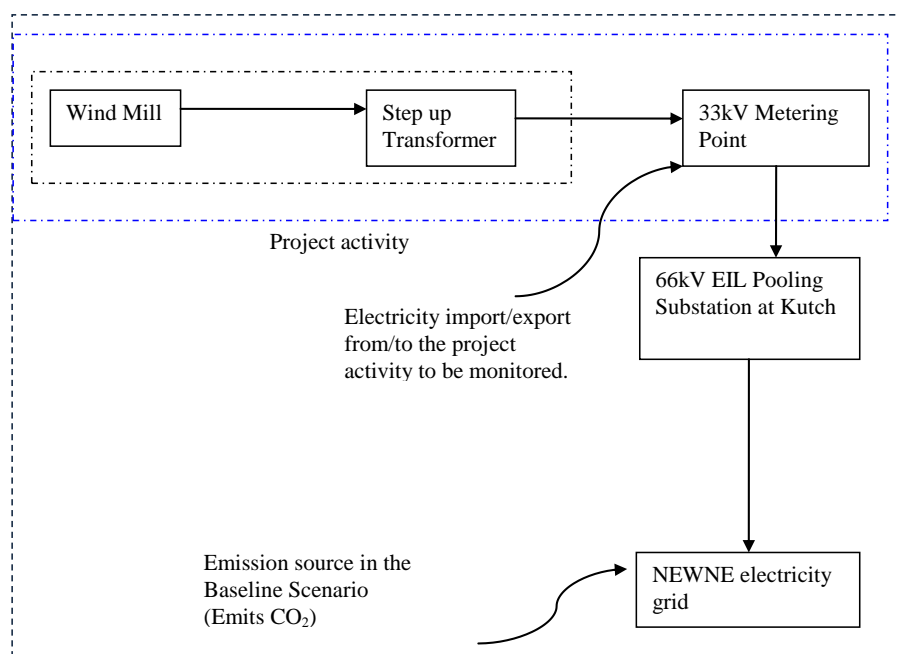 Wind Mill
Step up
Transformer
33kV Metering
Point
Project activity
66kV EIL Pooling
Substation at Kutch
Electricity import/export
from/to the project
activity to be monitored.
Emission source in the
Baseline Scenario
(Emits CO₂)
NEWNE electricity
grid